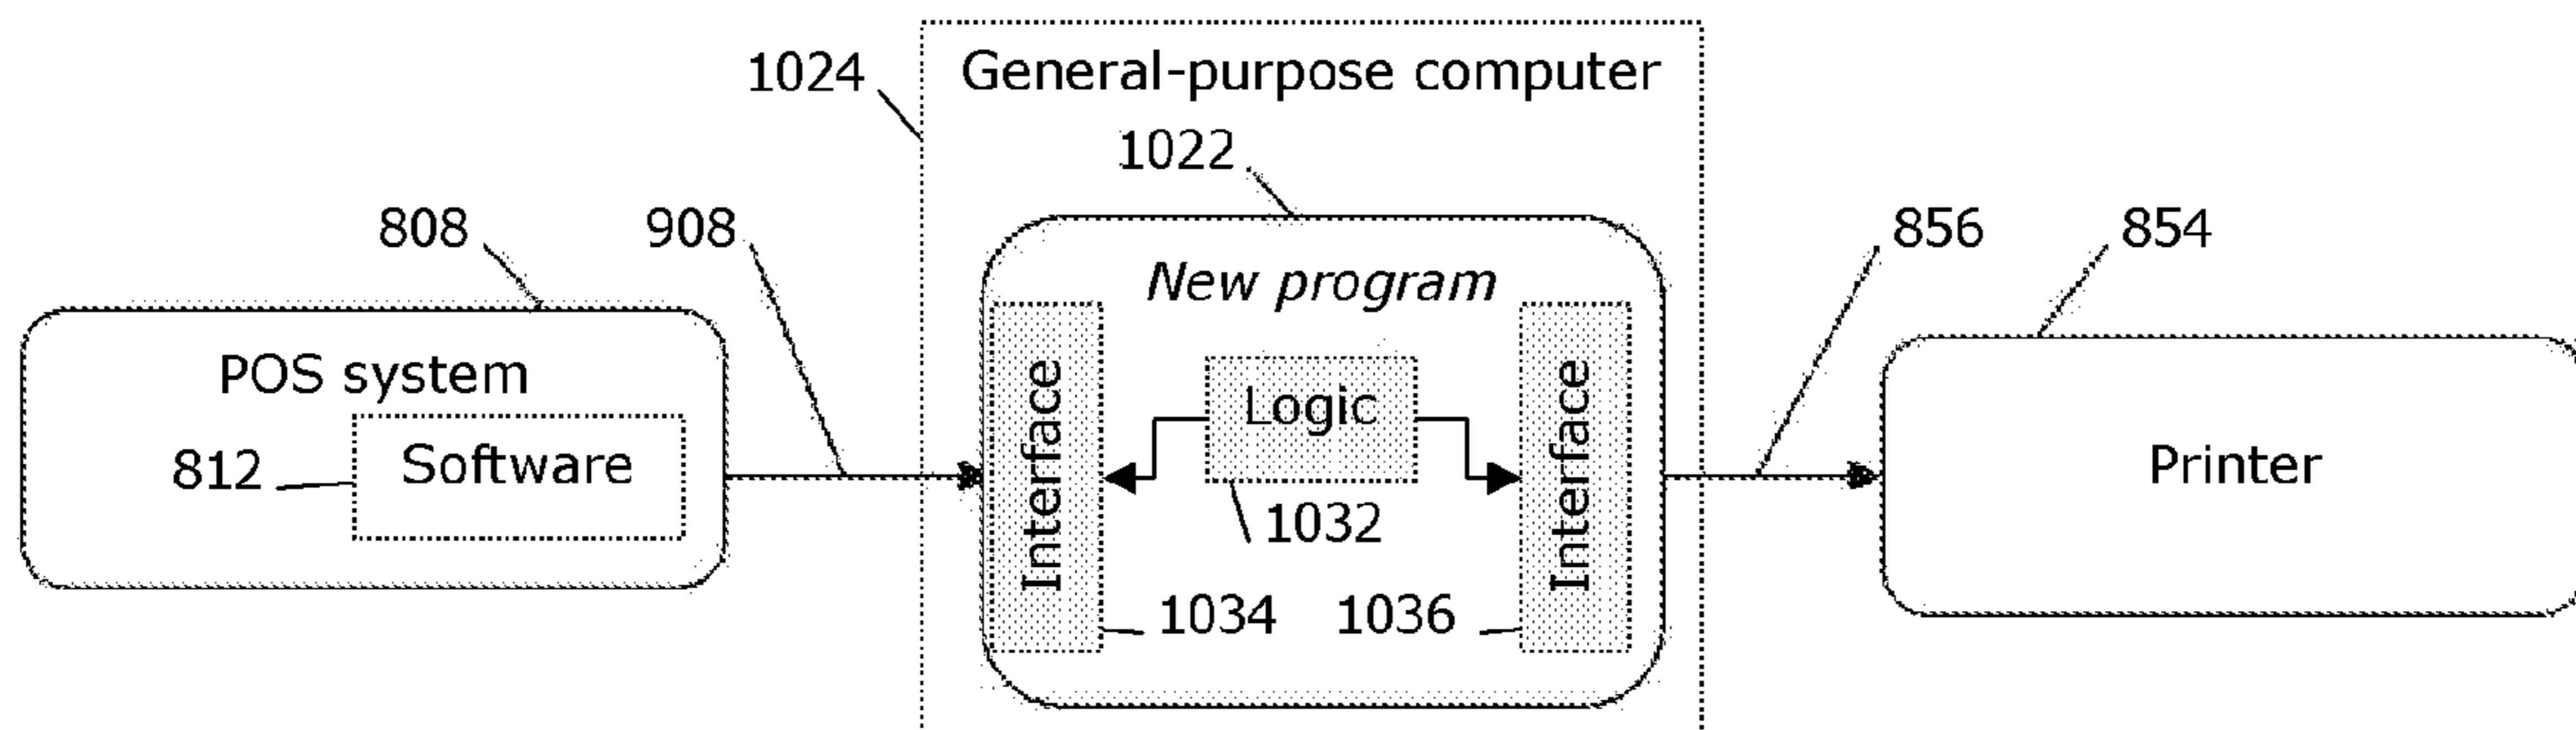 1024
General-purpose computer
1022
808
908
856
854
New program
POS system
Interface
Logic
Interface
812
Software
Printer
1032
1034
1036